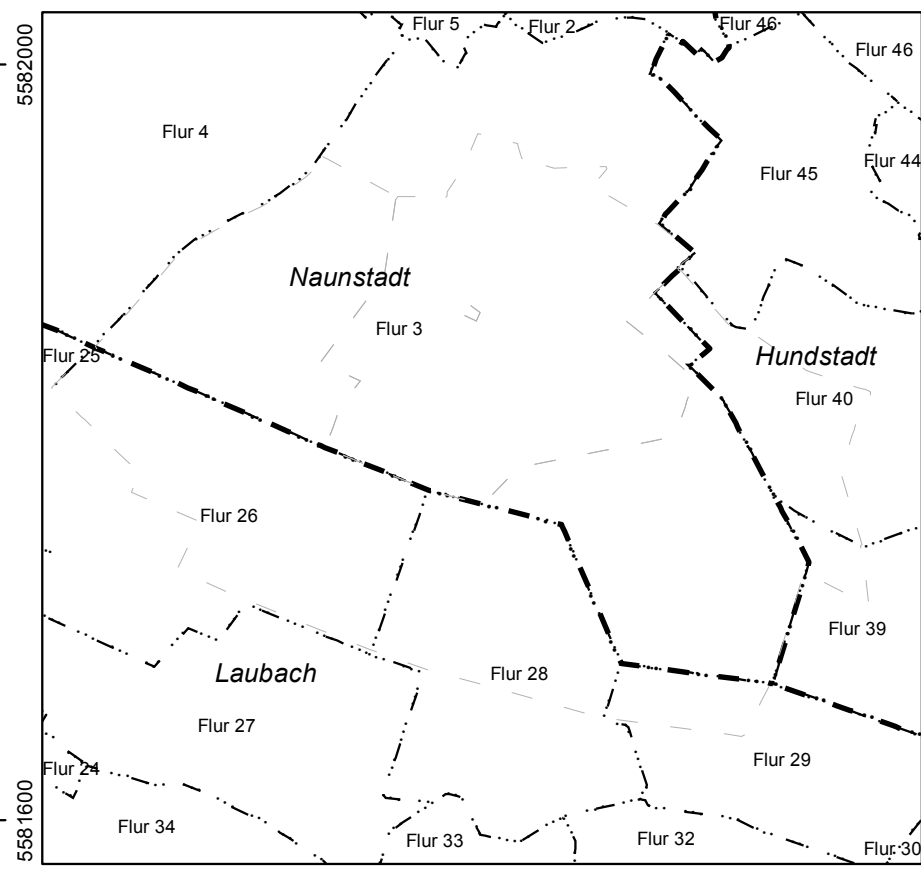 Flur 5
Flur 2
Flur 46
Flur 46
5582000
Flur 4
Flur 45
Flur 44
Naunstadt
Flur 3
Flur 25
Hundstadt
Flur 40
Flur 26
Flur 39
Laubach
Flur 28
Flur 27
Flur 29
Flur 24
5581600
Flur 34
Flur 33
Flur 32
Flur 30